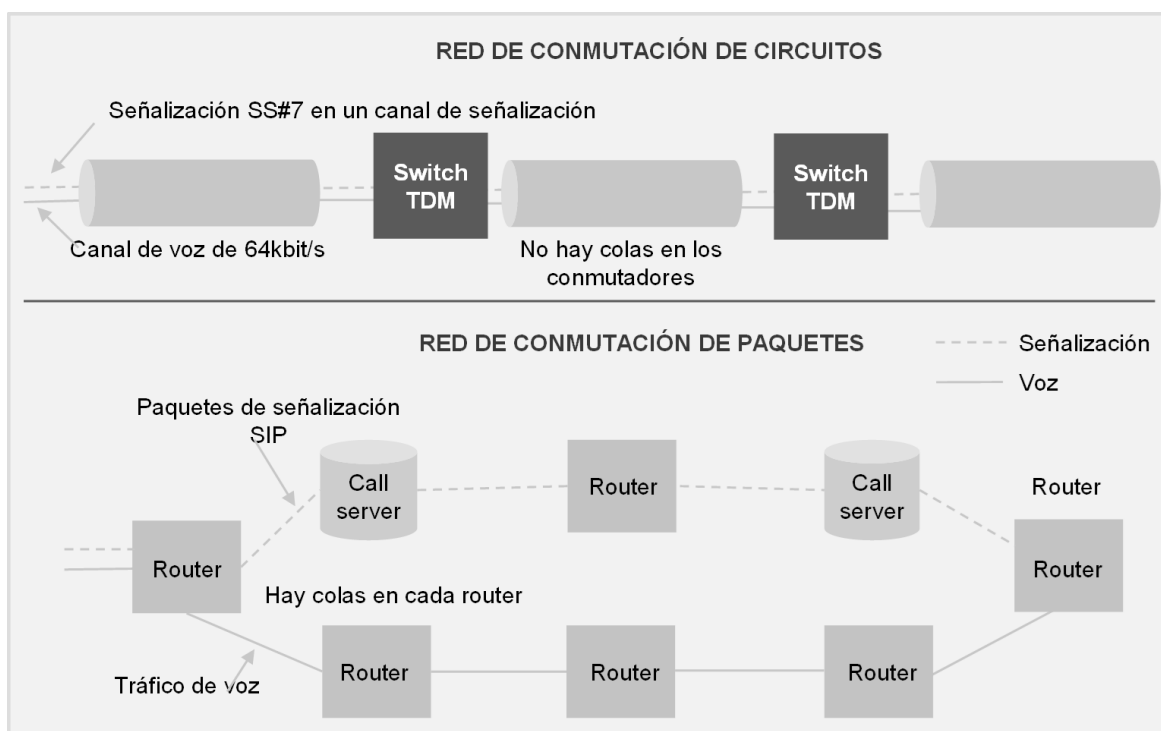 RED DE CONMUTACIÓN DE CIRCUITOS
Señalización SS#7 en un canal de señalización
Switch
TDM
Switch
TDM
Canal de voz de 64kbit/s
No hay colas en los
conmutadores
RED DE CONMUTACIÓN DE PAQUETES
Señalización
Voz
Paquetes de señalización
SIP
Call
server
Router
Call
server
Router
Router
Router
Hay colas en cada router
Router
Router
Router
Tráfico de voz